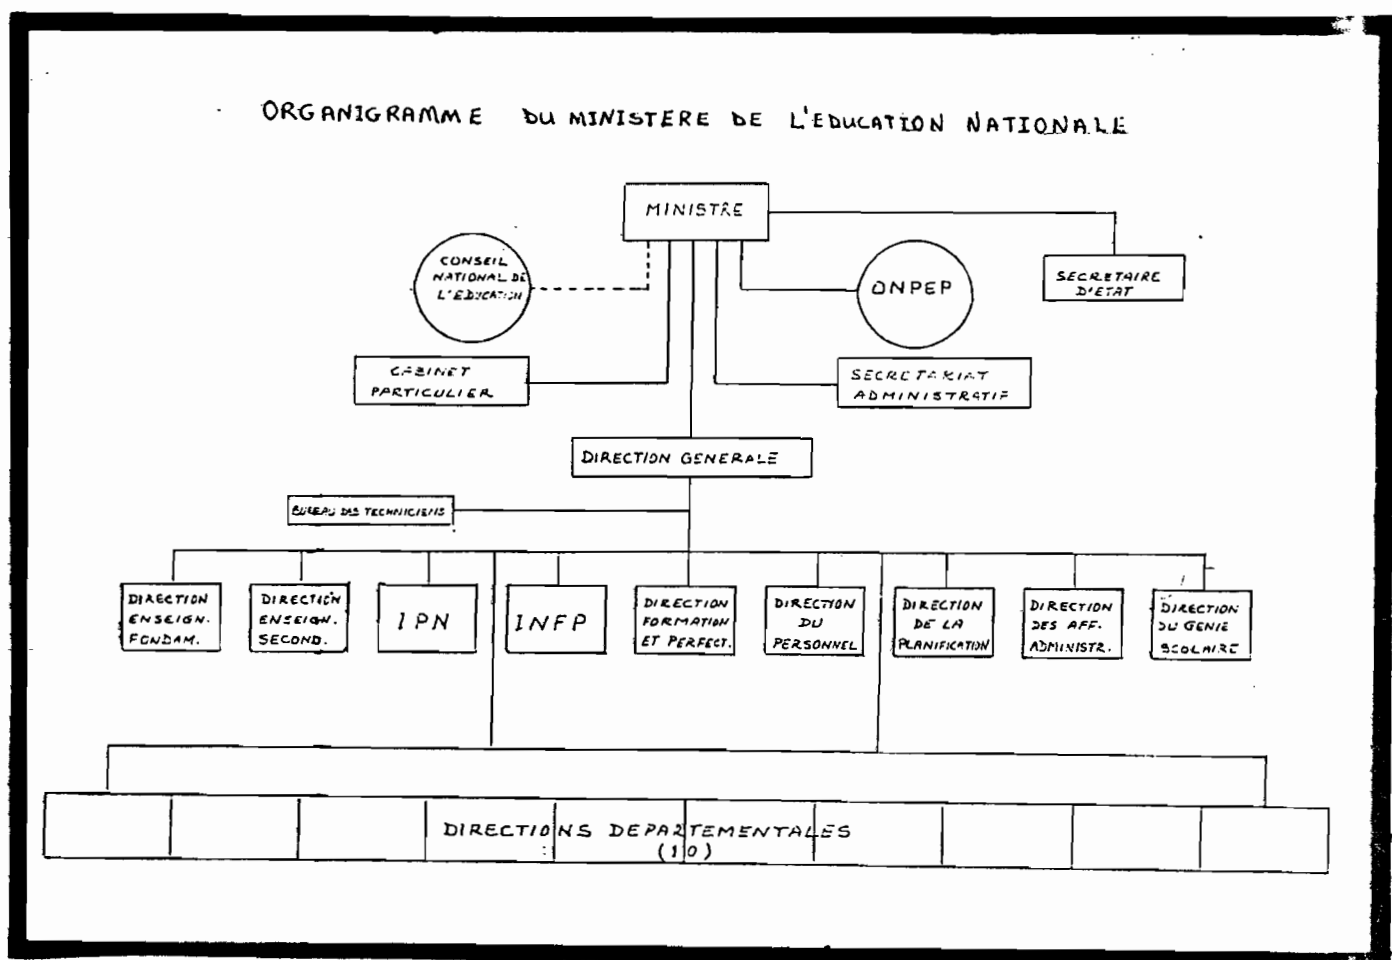 ORGANIGRAMME DU MINISTERE DE L'EDUCATION NATIONALE
MINISTRE
CONSEIL
NATIONAL DE
L'EDUCATION
ONPEP
SECRETAIRE
D'ETAT
CABINET
PARTICULIER
SECRETARIAT
ADMINISTRATIF
DIRECTION GENERALE
BUREAU DES TECHNICIENS
DIRECTION
ENSEIGN.
FONDAM.
DIRECTION
ENSEIGN.
SECOND.
IPN
INFP
DIRECTION
FORMATION
ET PERFECT.
DIRECTION
DU
PERSONNEL
DIRECTION
DE LA
PLANIFICATION
DIRECTION
DES AFF.
ADMINISTR.
DIRECTION
DU GENIE
SCOLAIRE
DIRECTIONS DEPARTEMENTALES
(10)